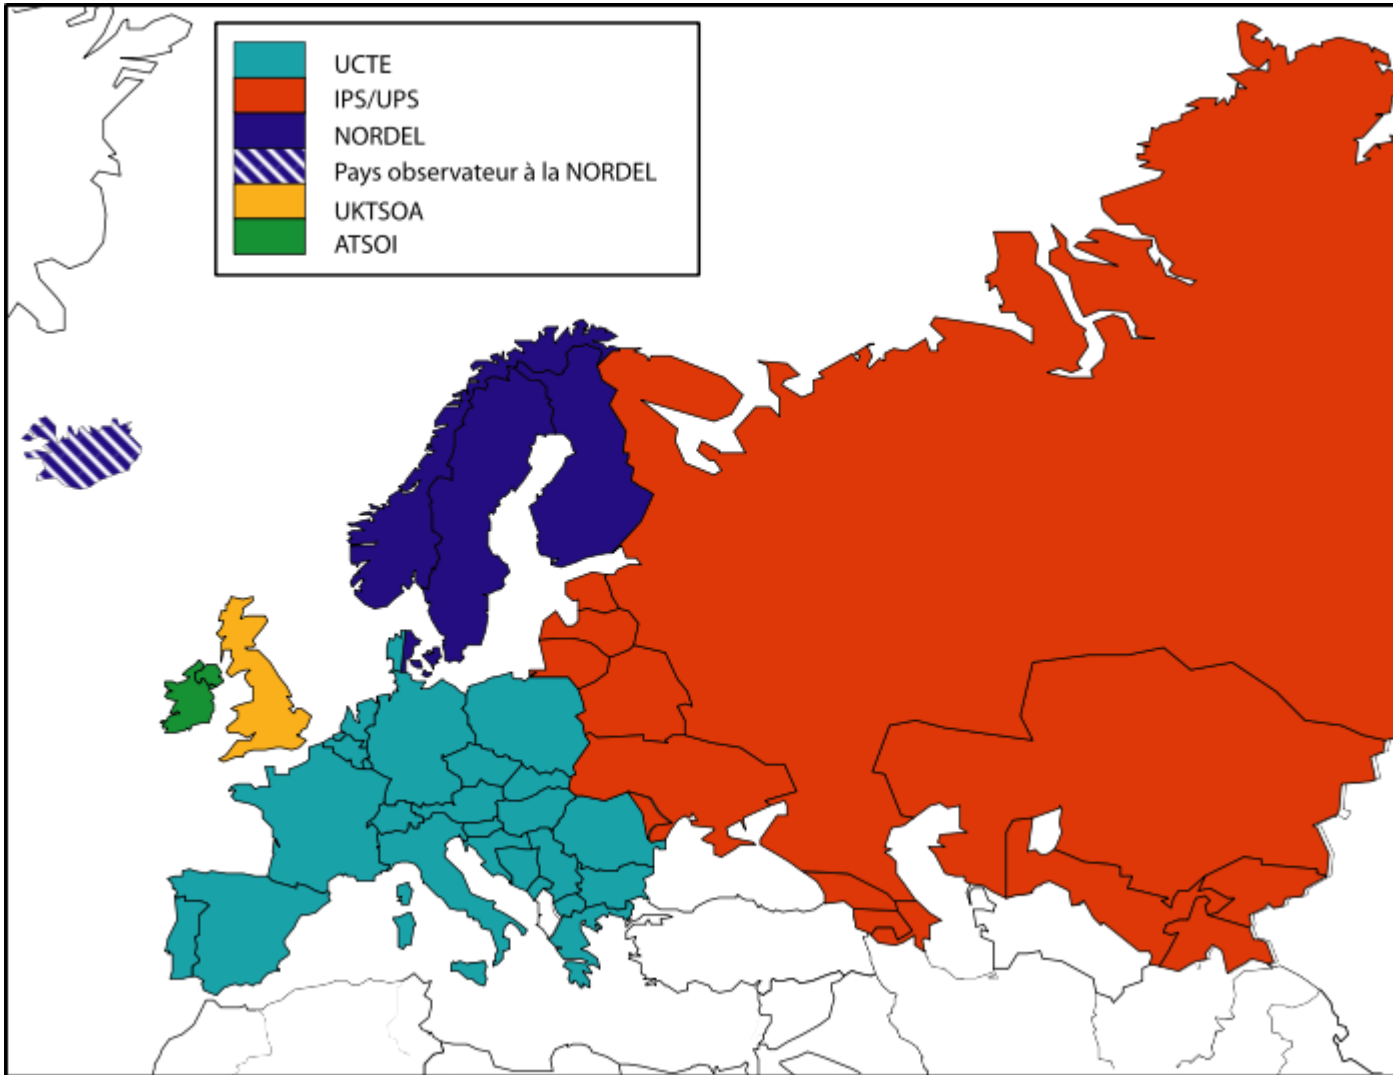 UCTE
IPS/UPS
NORDEL
Pays observateur à la NORDEL
UKTSOA
ATSOI